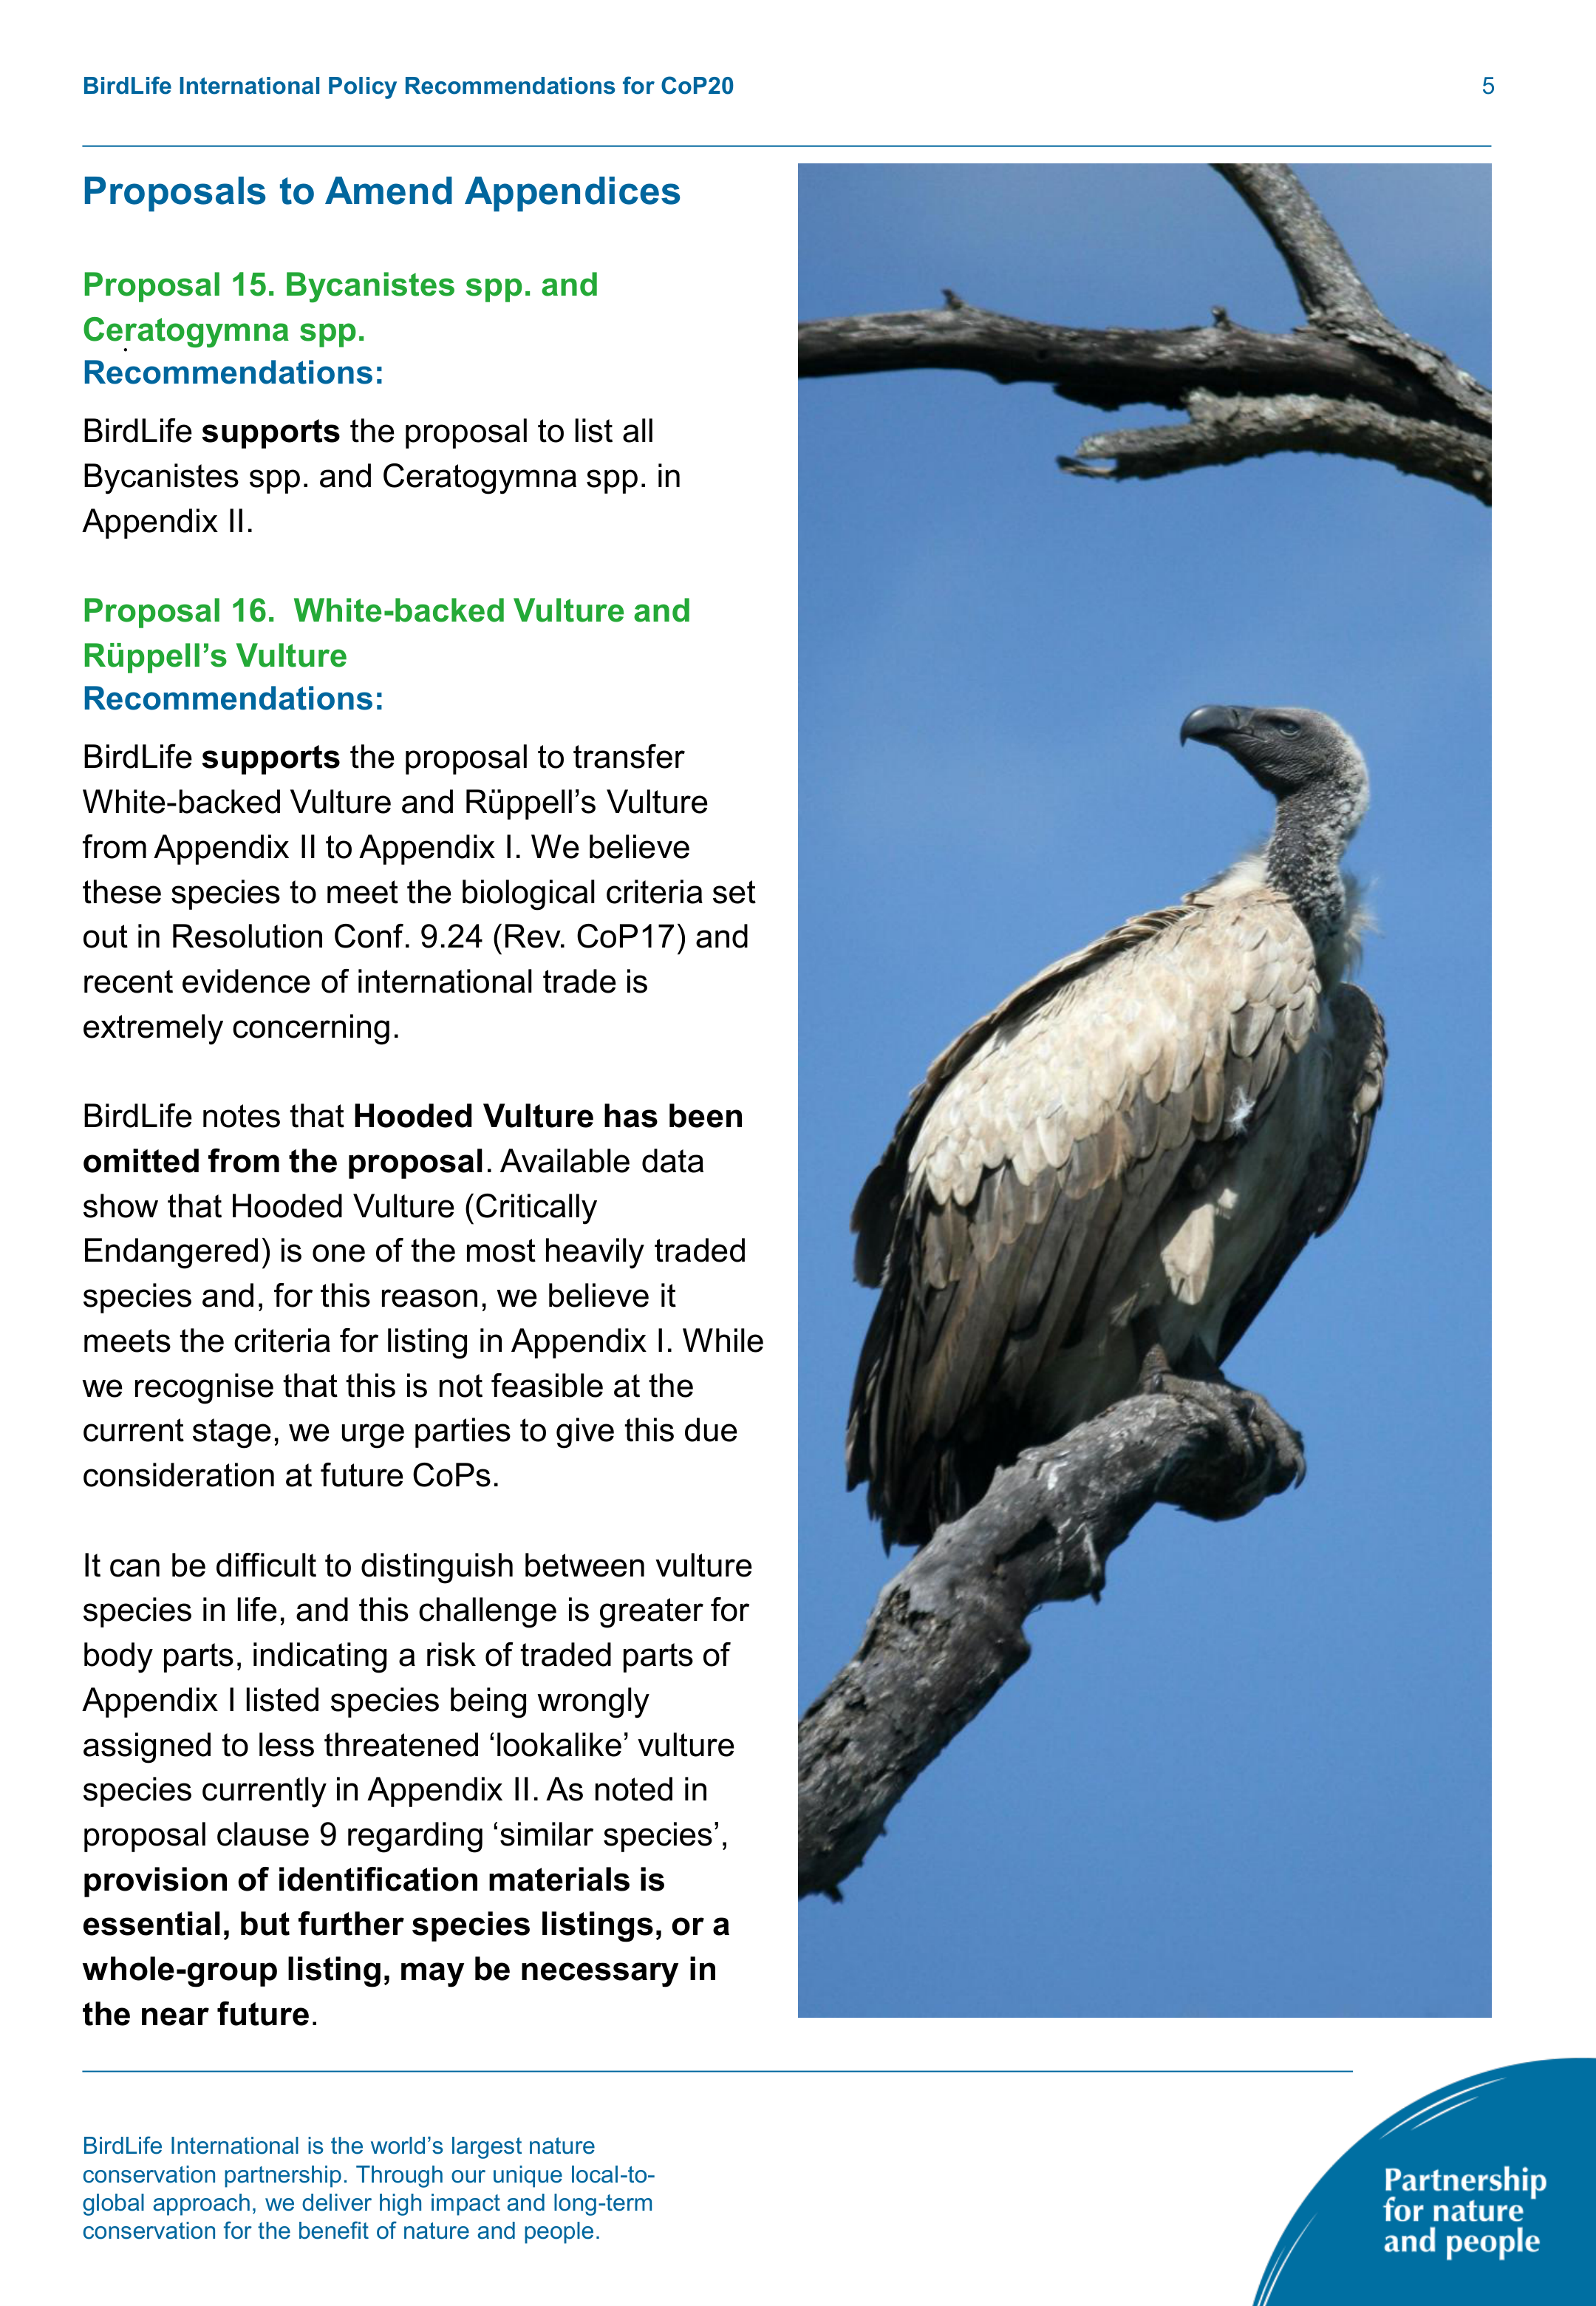 BirdLife International Policy Recommendations for CoP20
5
Proposals to Amend Appendices
Proposal 15. Bycanistes spp. and
Ceratogymna spp.
Recommendations:
BirdLife supports the proposal to list all
Bycanistes spp. and Ceratogymna spp. in
Appendix II.
Proposal 16.  White-backed Vulture and
Rüppell’s Vulture
Recommendations:
BirdLife supports the proposal to transfer
White-backed Vulture and Rüppell’s Vulture
from Appendix II to Appendix I. We believe
these species to meet the biological criteria set
out in Resolution Conf. 9.24 (Rev. CoP17) and
recent evidence of international trade is
extremely concerning.
BirdLife notes that Hooded Vulture has been
omitted from the proposal. Available data
show that Hooded Vulture (Critically
Endangered) is one of the most heavily traded
species and, for this reason, we believe it
meets the criteria for listing in Appendix I. While
we recognise that this is not feasible at the
current stage, we urge parties to give this due
consideration at future CoPs.
It can be difficult to distinguish between vulture
species in life, and this challenge is greater for
body parts, indicating a risk of traded parts of
Appendix I listed species being wrongly
assigned to less threatened ‘lookalike’ vulture
species currently in Appendix II. As noted in
proposal clause 9 regarding ‘similar species’,
provision of identification materials is
essential, but further species listings, or a
whole-group listing, may be necessary in
the near future.
BirdLife International is the world’s largest nature
conservation partnership. Through our unique local-to-
global approach, we deliver high impact and long-term
conservation for the benefit of nature and people.
Partnership
for nature
and people